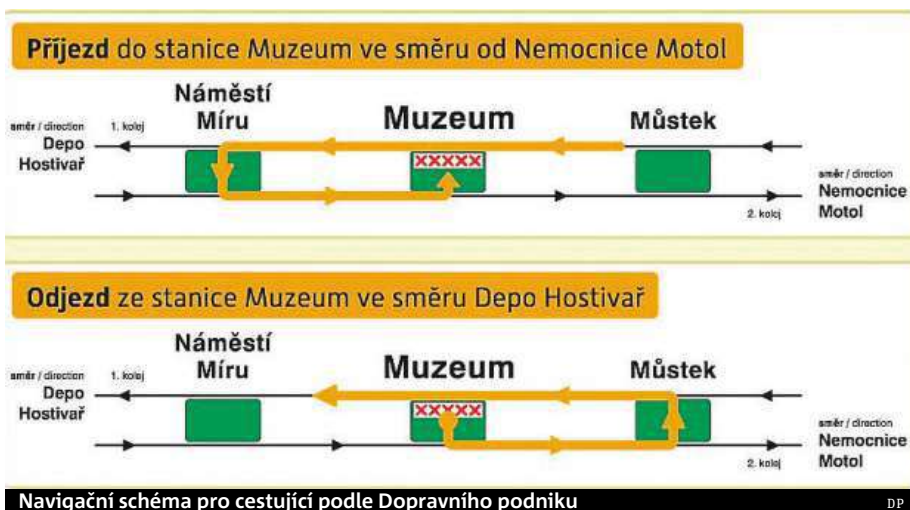 Příjezd do stanice Muzeum ve směru od Nemocnice Motol
směr / direction
Depo
Hostivař
1. kolej
Náměstí
Míru
Muzeum
XXXXX
Můstek
směr / direction
Nemocnice
Motol
2. kolej
Odjezd ze stanice Muzeum ve směru Depo Hostivař
směr / direction
Depo
Hostivař
1. kolej
Náměstí
Míru
Muzeum
XXXXX
Můstek
směr / direction
Nemocnice
Motol
2. kolej
Navigační schéma pro cestující podle Dopravního podniku
DP